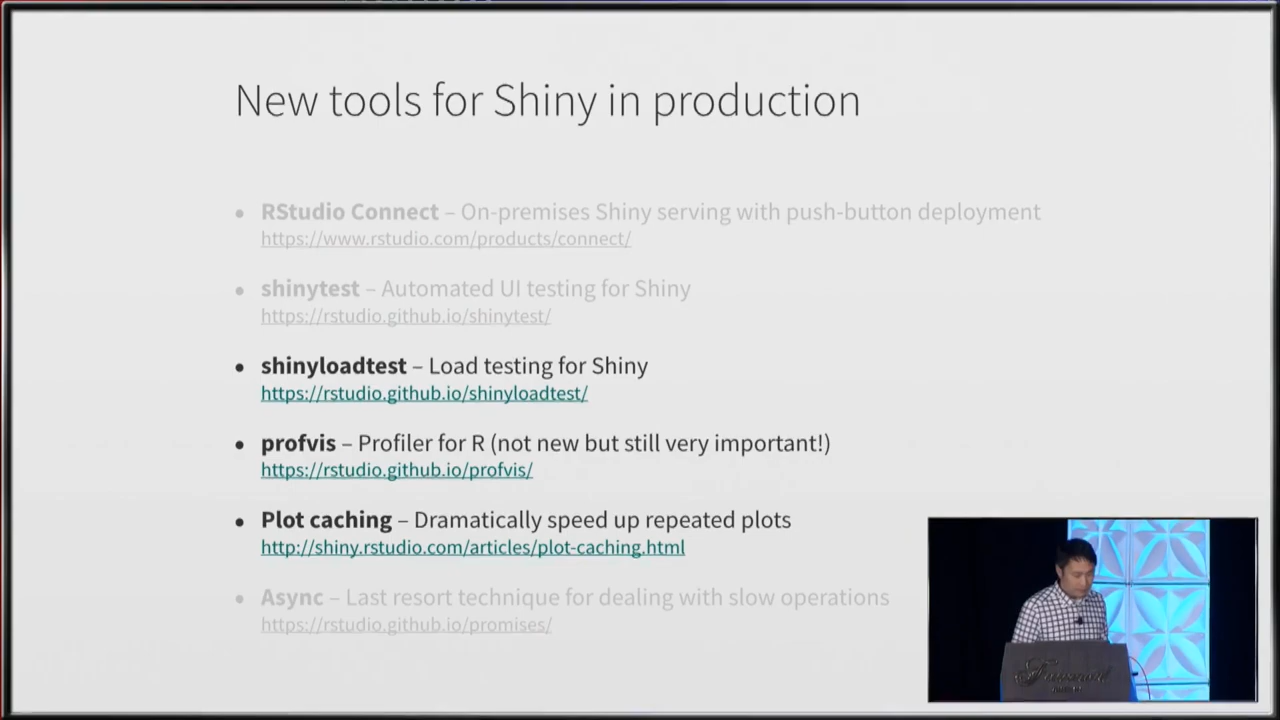 New tools for Shiny in production
• RStudio Connect – On-premises Shiny serving with push-button deployment
https://www.rstudio.com/products/connect/
• shinytest – Automated UI testing for Shiny
https://rstudio.github.io/shinytest/
• shinyloadtest – Load testing for Shiny
https://rstudio.github.io/shinyloadtest/
• profvis – Profiler for R (not new but still very important!)
https://rstudio.github.io/profvis/
• Plot caching – Dramatically speed up repeated plots
http://shiny.rstudio.com/articles/plot-caching.html
• Async – Last resort technique for dealing with slow operations
https://rstudio.github.io/promises/